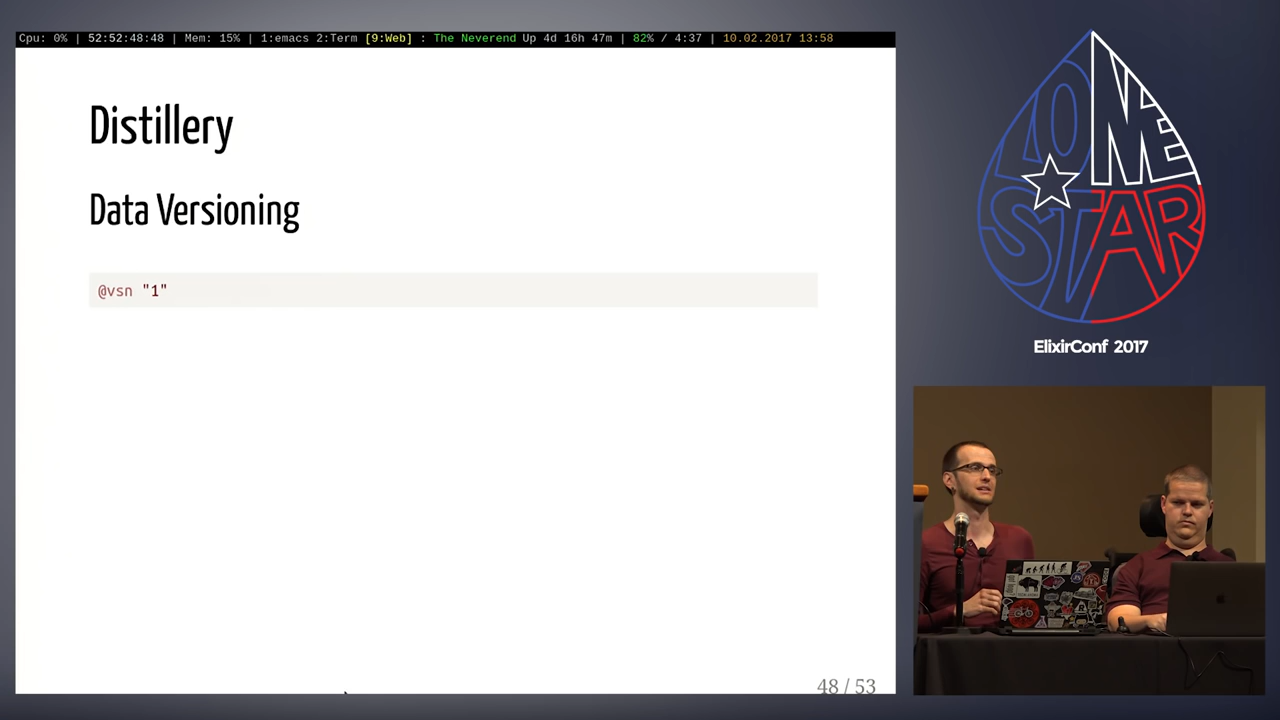 Cpu: 0% | 52:52:48:48 | Mem: 15% | 1:emacs 2:Term [9:Web] : The Neverend Up 4d 16h 47m | 82% / 4:37 | 10.02.2017 13:58
Distillery
Data Versioning
@vsn "1"
48 / 53
LONE
STAR
ElixirConf 2017